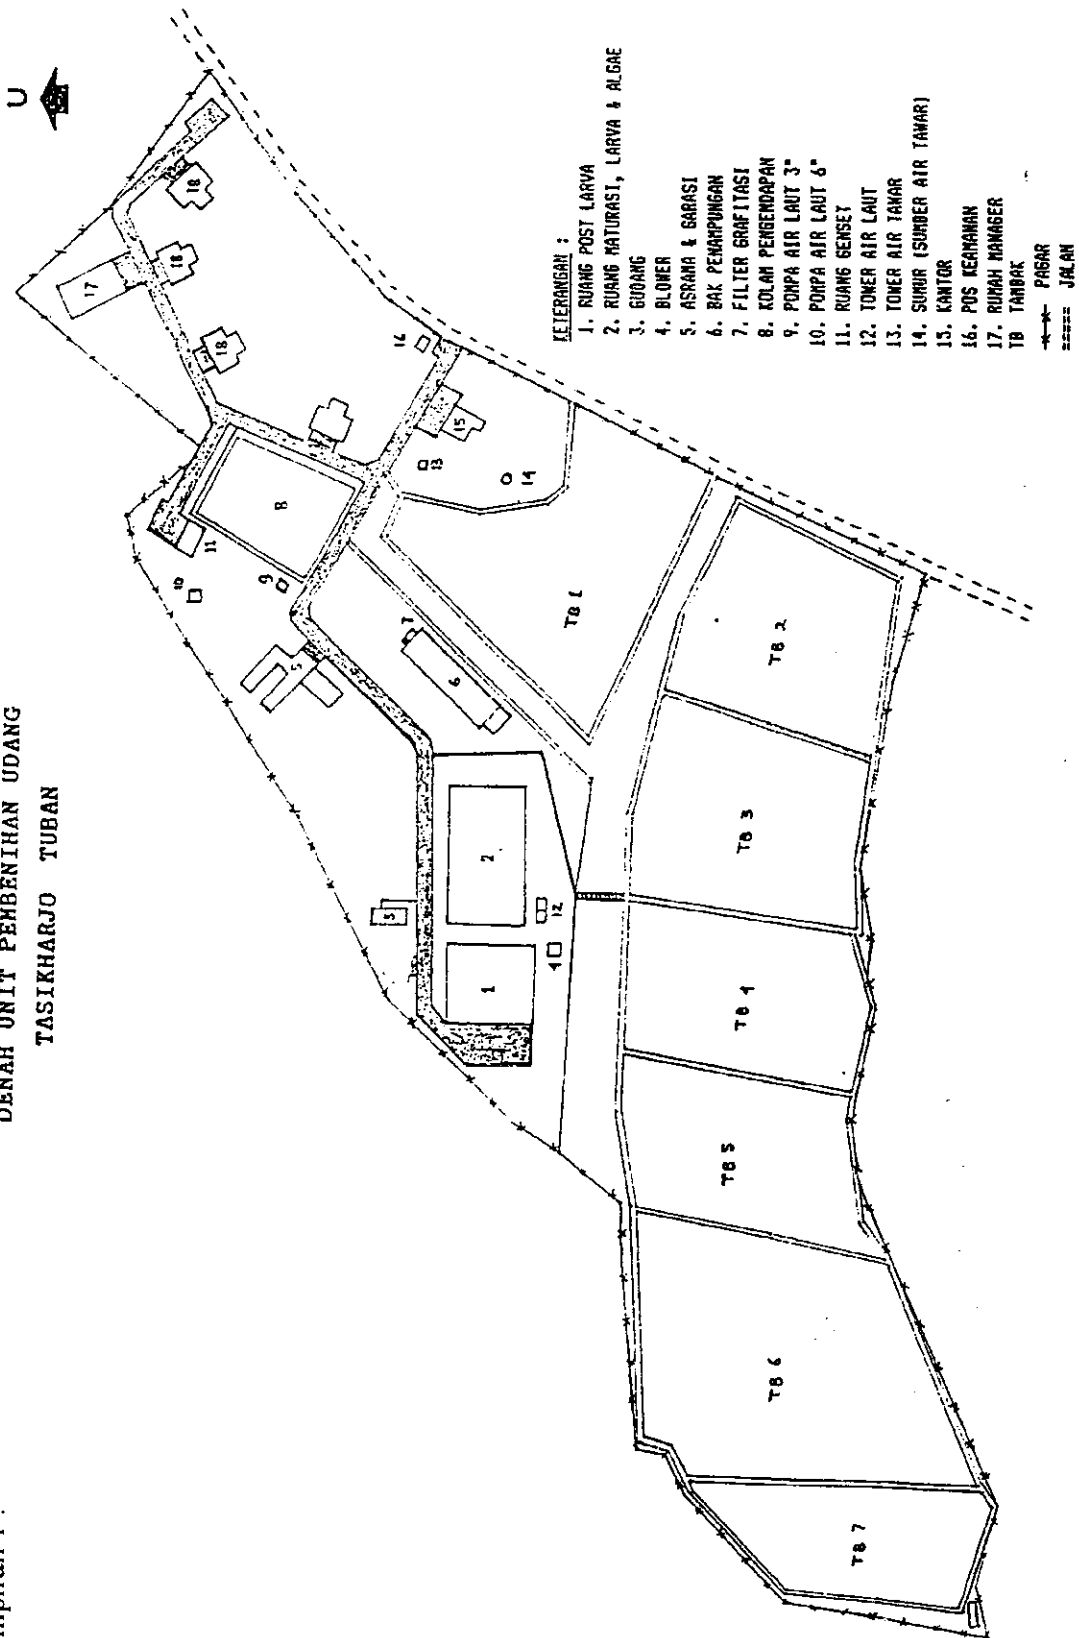 DENAH UNIT PEMBENIHAN UDANG
TASIKHARJO TUBAN
U
17
18
18
18
16
15
13
14
8
11
10
9
5
7
6
3
2
1
12
4
TB 1
TB 2
TB 3
TB 4
TB 5
TB 6
TB 7
KETERANGAN :
1. RUANG POST LARVA
2. RUANG MATURASI, LARVA & ALGAE
3. GUDANG
4. BLOWER
5. ASRAMA & GARASI
6. BAK PENAMPUNGAN
7. FILTER GRAFITASI
8. KOLAM PENGENDAPAN
9. POMPA AIR LAUT 3"
10. POMPA AIR LAUT 6"
11. RUANG GENSET
12. TOWER AIR LAUT
13. TOWER AIR TAWAR
14. SUMUR (SUMBER AIR TAWAR)
15. KANTOR
16. POS KEAMANAN
17. RUMAH MANAGER
TB TAMBAK
PAGAR
JALAN